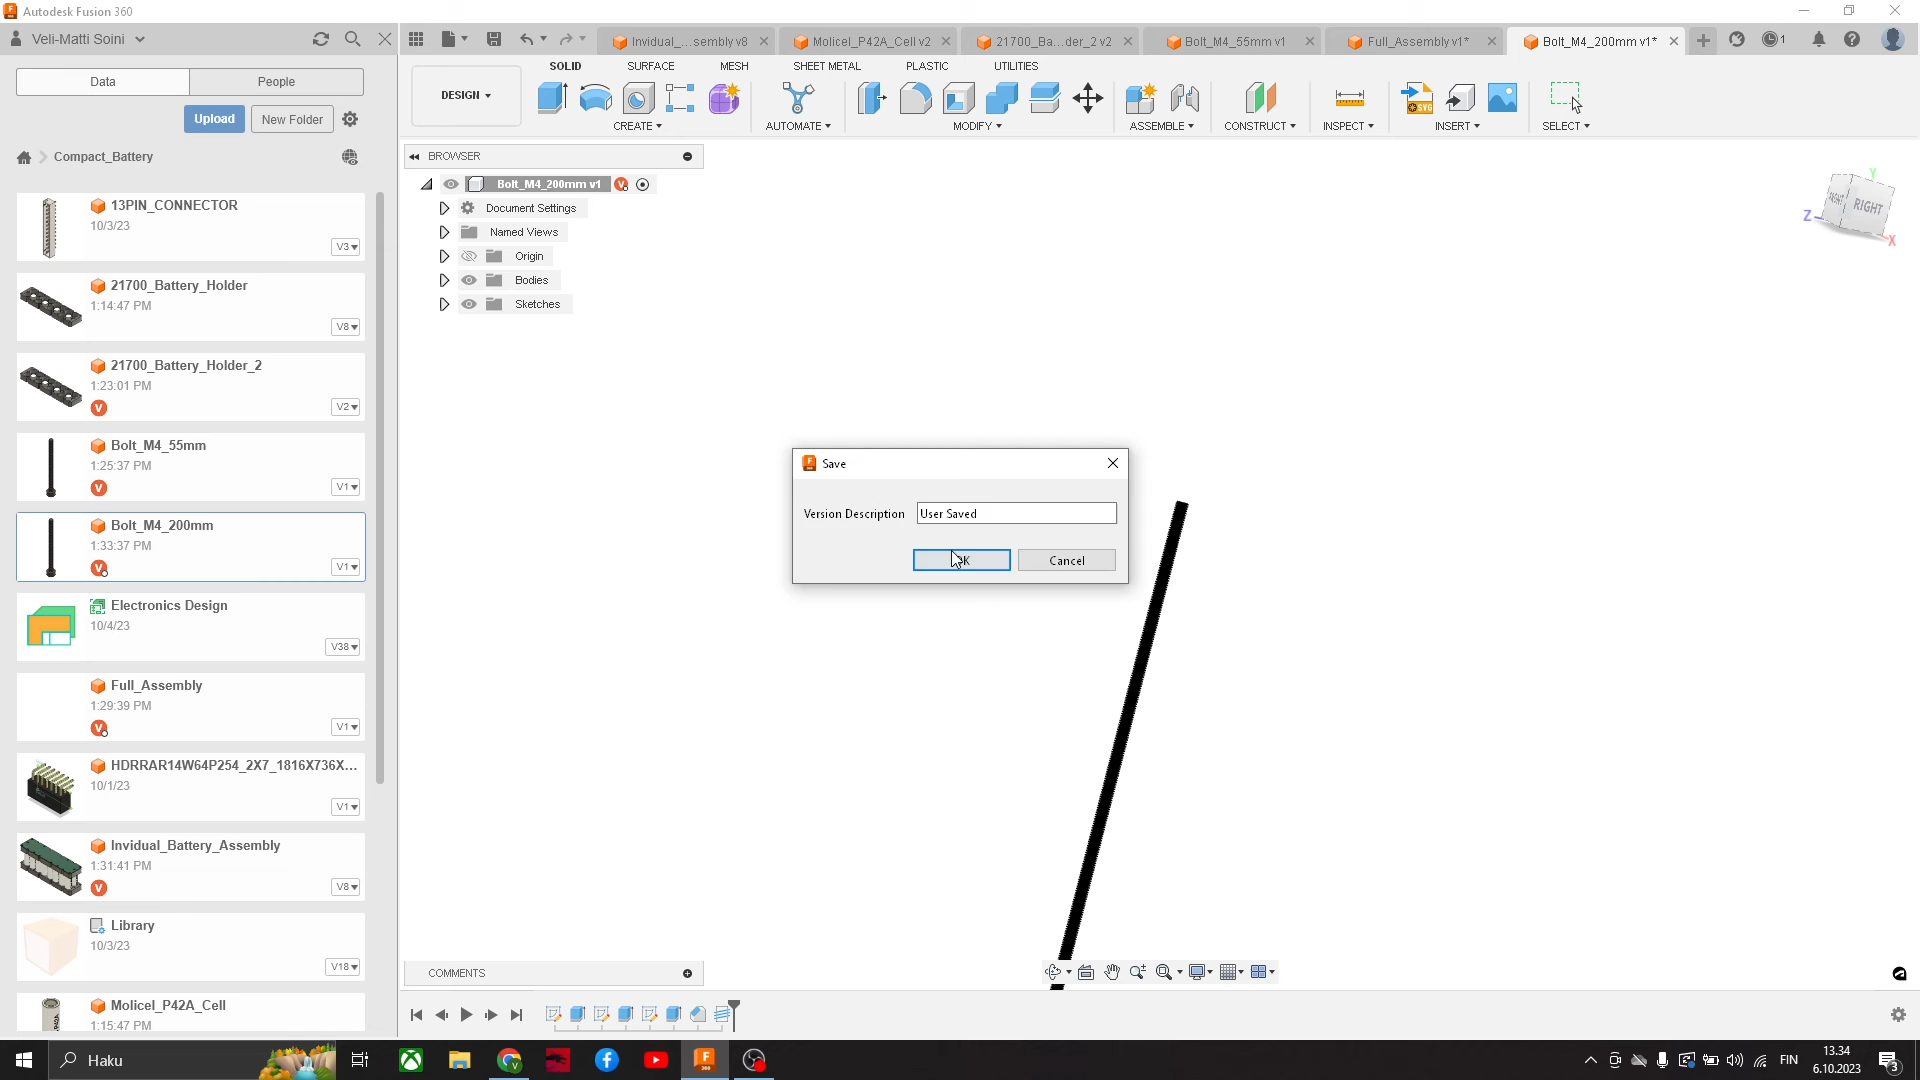 Autodesk Fusion 360
Veli-Matti Soini
Invidual_...sembly v8
Molicel_P42A_Cell v2
21700_Ba...der_2 v2
Bolt_M4_55mm v1
Full_Assembly v1*
Bolt_M4_200mm v1*
1
Data
People
Upload
New Folder
Compact_Battery
DESIGN
SOLID
SURFACE
MESH
SHEET METAL
PLASTIC
UTILITIES
CREATE
AUTOMATE
MODIFY
ASSEMBLE
CONSTRUCT
INSPECT
INSERT
SELECT
SVG
BROWSER
Bolt_M4_200mm v1
V
Document Settings
Named Views
Origin
Bodies
Sketches
13PIN_CONNECTOR
10/3/23
V3
21700_Battery_Holder
1:14:47 PM
V8
21700_Battery_Holder_2
1:23:01 PM
V
V2
Bolt_M4_55mm
1:25:37 PM
V
V1
Bolt_M4_200mm
1:33:37 PM
V
V1
Electronics Design
10/4/23
V38
Full_Assembly
1:29:39 PM
V
V1
HDRRAR14W64P254_2X7_1816X736X...
10/1/23
V1
Invidual_Battery_Assembly
1:31:41 PM
V
V8
Library
10/3/23
V18
Molicel_P42A_Cell
1:15:47 PM
Y
Z
X
RIGHT
Save
Version Description
User Saved
OK
Cancel
COMMENTS
Haku
FIN
13.34
6.10.2023
3